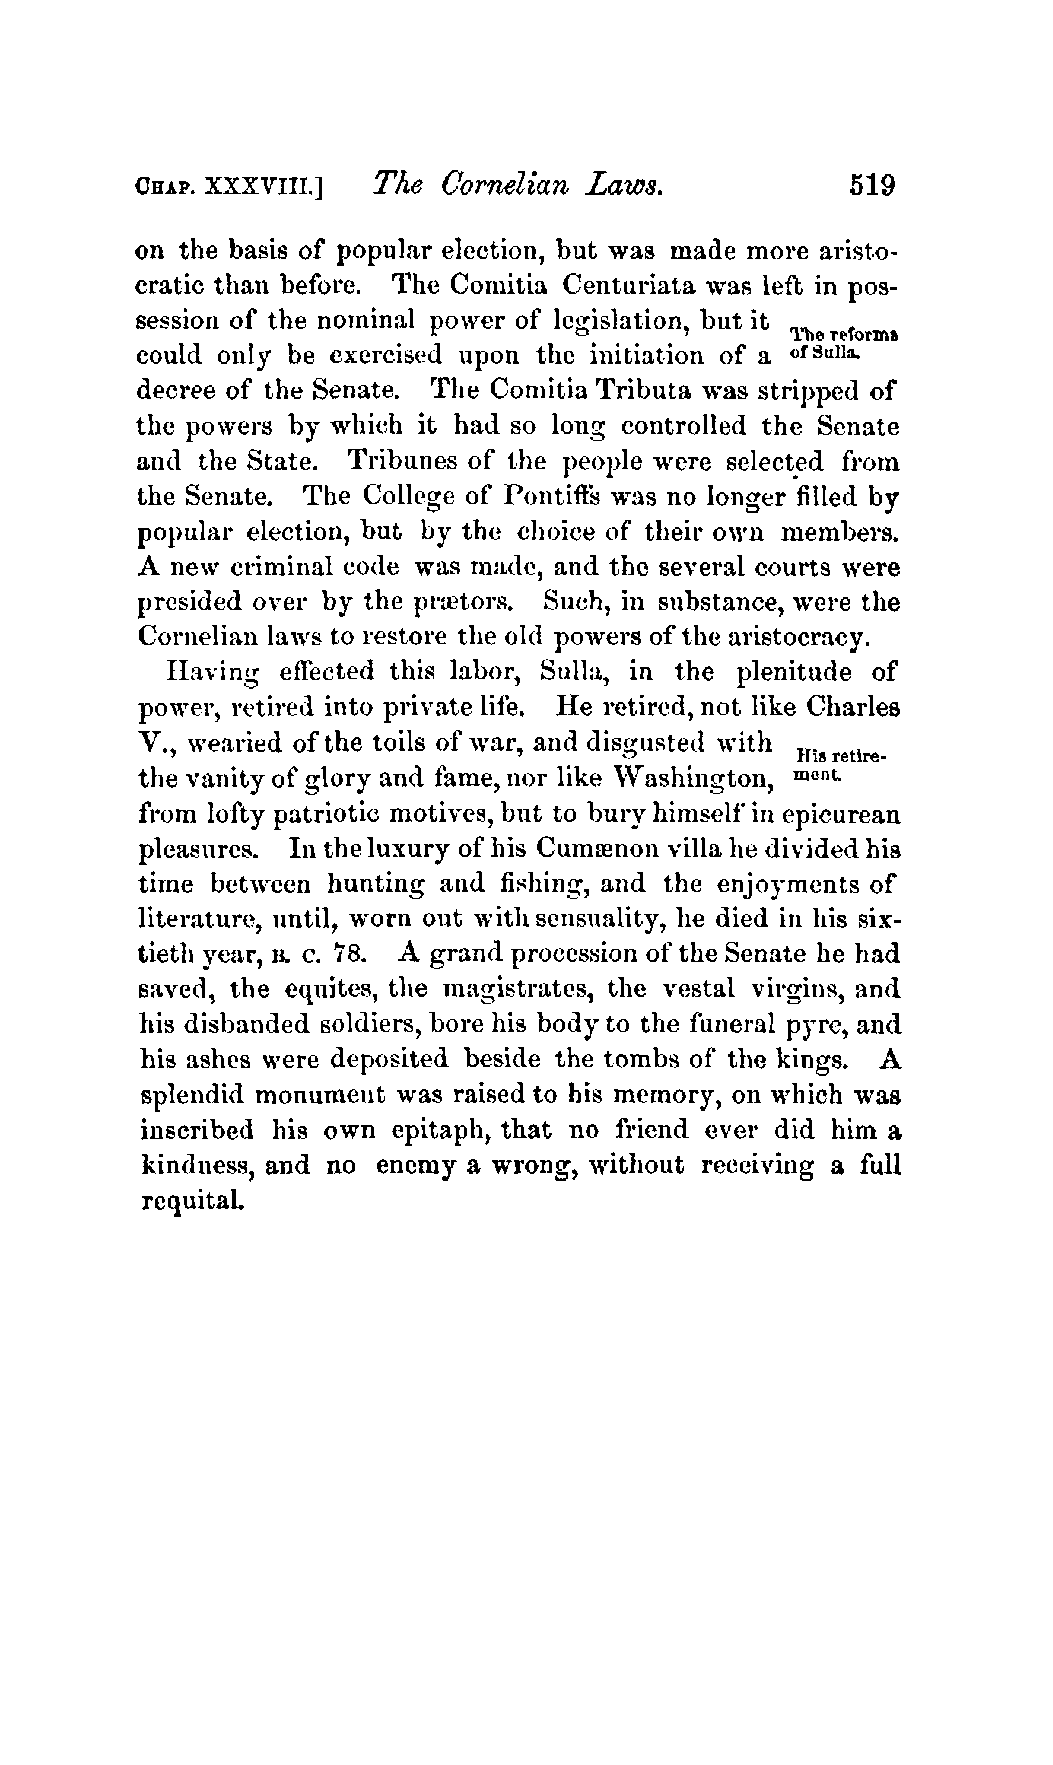 CHAP. XXXVIII.] The Cornelian Laws. 519
on the basis of popular election, but was made more aristo-
cratic than before. The Comitia Centuriata was left in pos-
session of the nominal power of legislation, but it
The reforms
could only be exercised upon the initiation of a
of Sulla.
decree of the Senate. The Comitia Tributa was stripped of
the powers by which it had so long controlled the Senate
and the State. Tribunes of the people were selected from
the Senate. The College of Pontiffs was no longer filled by
popular election, but by the choice of their own members.
A new criminal code was made, and the several courts were
presided over by the prætors. Such, in substance, were the
Cornelian laws to restore the old powers of the aristocracy.
Having effected this labor, Sulla, in the plenitude of
power, retired into private life. He retired, not like Charles
V., wearied of the toils of war, and disgusted with
His retire-
the vanity of glory and fame, nor like Washington,
ment.
from lofty patriotic motives, but to bury himself in epicurean
pleasures. In the luxury of his Cumænon villa he divided his
time between hunting and fishing, and the enjoyments of
literature, until, worn out with sensuality, he died in his six-
tieth year, B. C. 78. A grand procession of the Senate he had
saved, the equites, the magistrates, the vestal virgins, and
his disbanded soldiers, bore his body to the funeral pyre, and
his ashes were deposited beside the tombs of the kings. A
splendid monument was raised to his memory, on which was
inscribed his own epitaph, that no friend ever did him a
kindness, and no enemy a wrong, without receiving a full
requital.